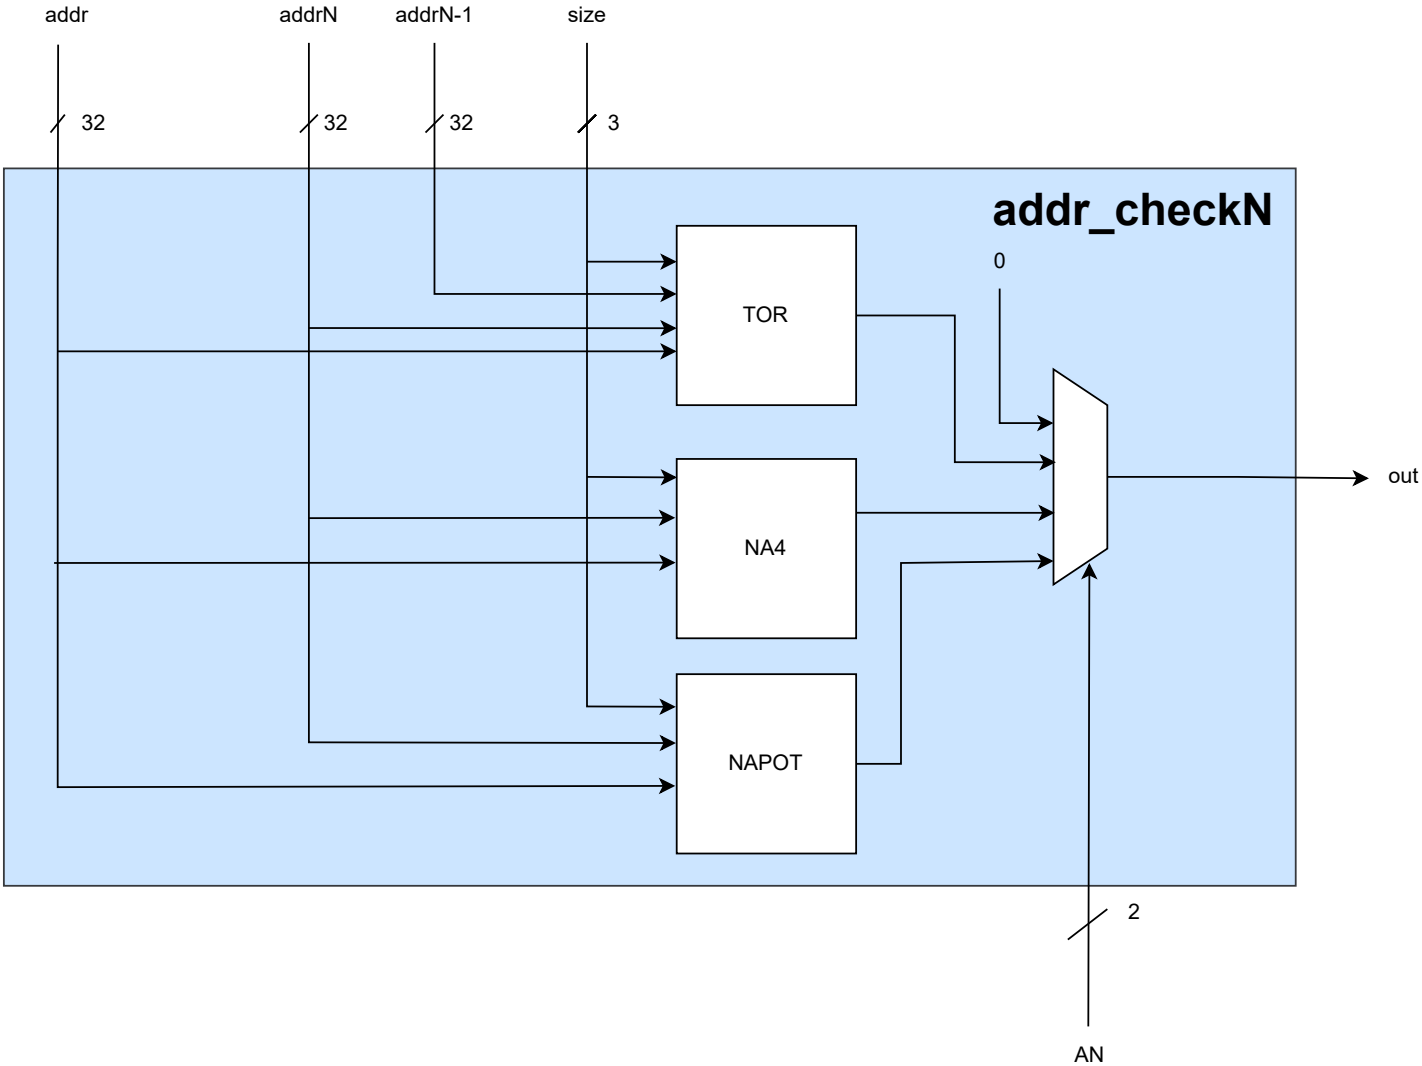 addr
addrN
addrN-1
size
32
32
32
3
addr_checkN
0
TOR
out
NA4
NAPOT
2
AN